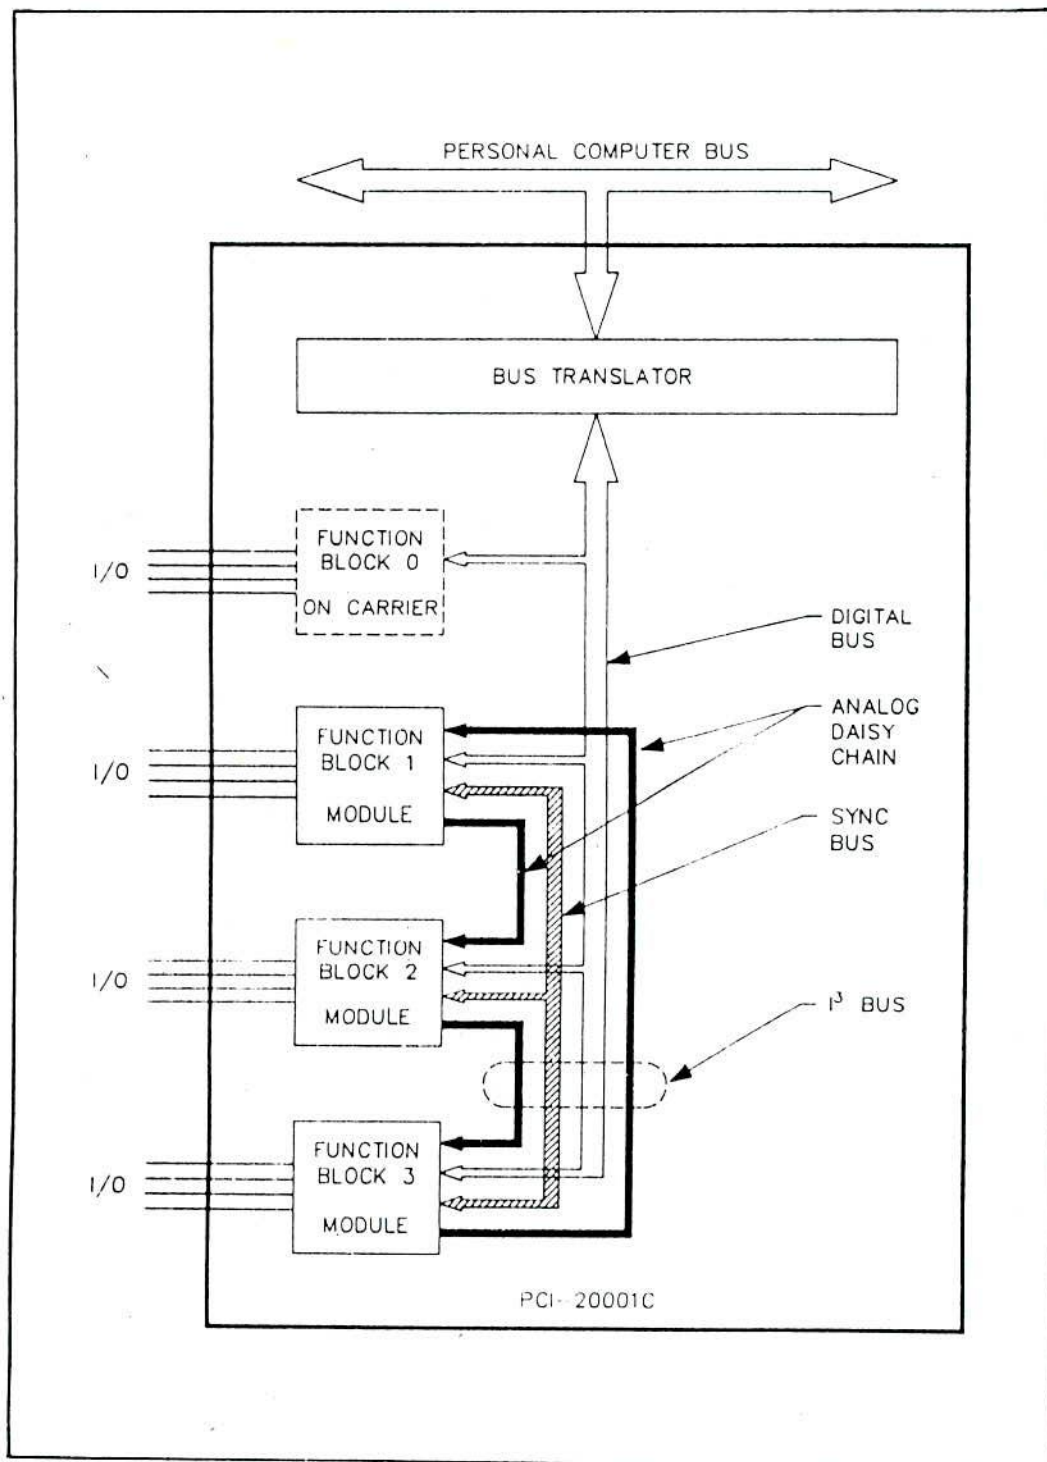 PERSONAL COMPUTER BUS
BUS TRANSLATOR
FUNCTION
BLOCK 0
ON CARRIER
I/O
DIGITAL
BUS
FUNCTION
BLOCK 1
MODULE
I/O
ANALOG
DAISY
CHAIN
SYNC
BUS
FUNCTION
BLOCK 2
MODULE
I/O
I³ BUS
FUNCTION
BLOCK 3
MODULE
I/O
PCI-20001C